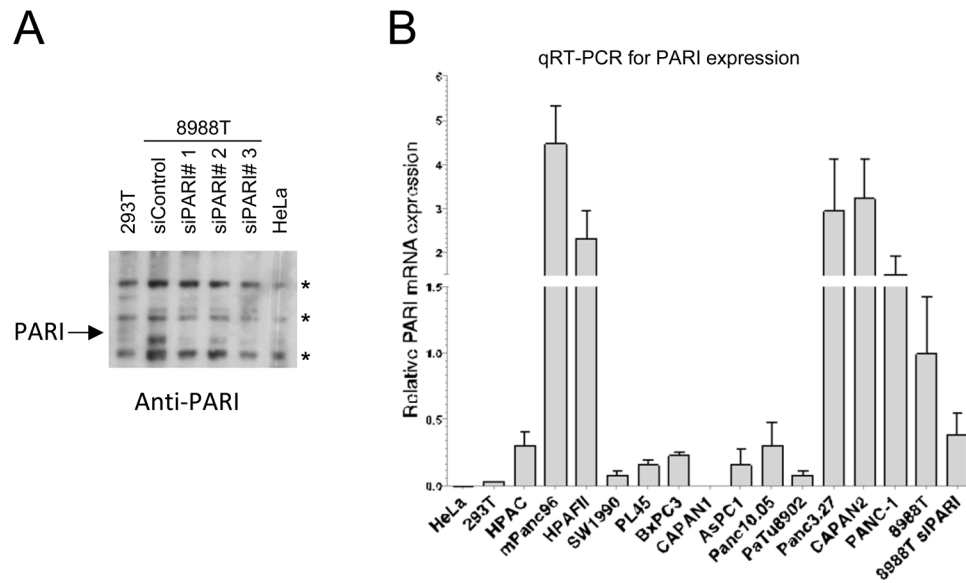 A
8988T
293T
siControl
siPARI# 1
siPARI# 2
siPARI# 3
HeLa
*
PARI
*
*
Anti-PARI
B
qRT-PCR for PARI expression
Relative PARI mRNA expression
6
5
4
3
2
1.5
1.0
0.5
0.0
HeLa
293T
HPAC
mPanc96
HPAFII
SW1990
PL45
BxPC3
CAPAN1
AsPC1
Panc10.05
PaTu8902
Panc3.27
CAPAN2
PANC-1
8988T
8988T siPARI